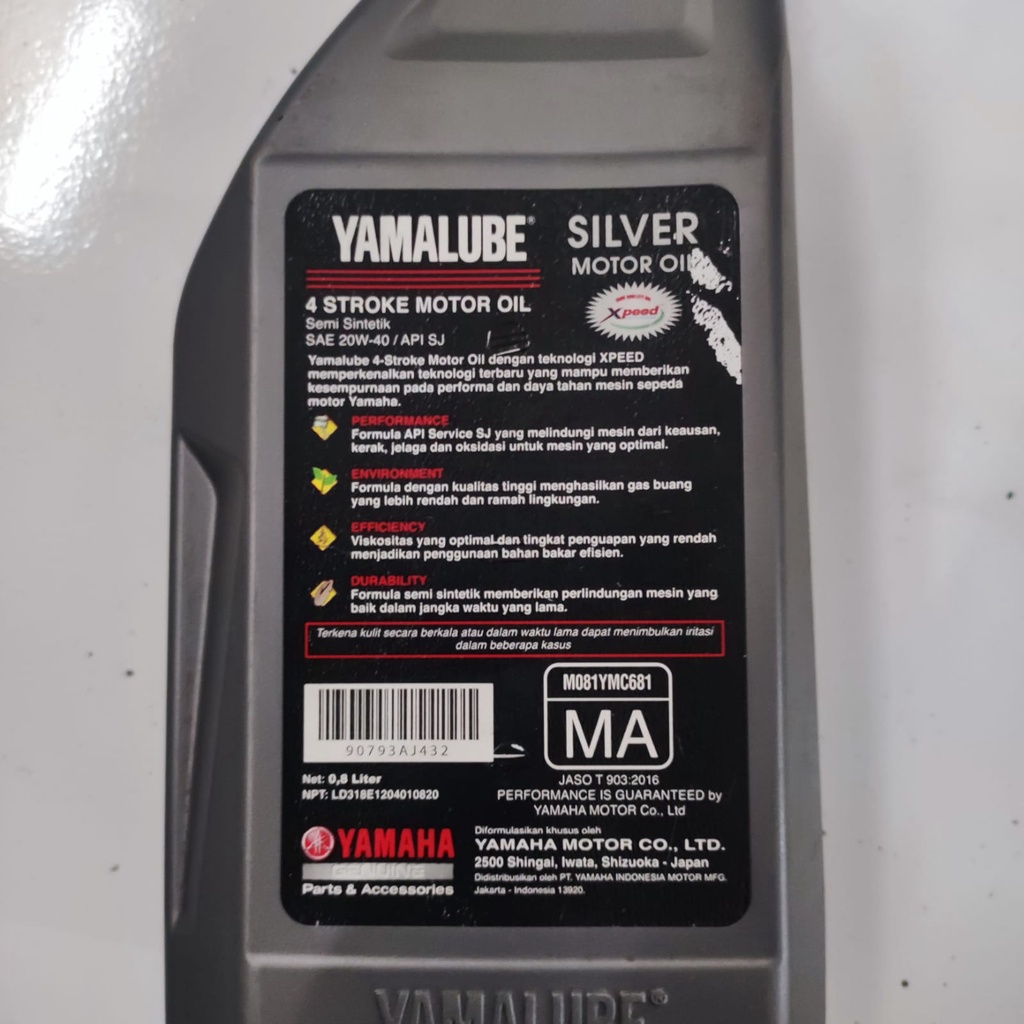 YAMALUBE®
SILVER
MOTOR OIL
4 STROKE MOTOR OIL
Semi Sintetik
SAE 20W-40 / API SJ
Xpeed
Yamalube 4-Stroke Motor Oil dengan teknologi XPEED
memperkenalkan teknologi terbaru yang mampu memberikan
kesempurnaan pada performa dan daya tahan mesin sepeda
motor Yamaha.
PERFORMANCE
Formula API Service SJ yang melindungi mesin dari keausan,
kerak, jelaga dan oksidasi untuk mesin yang optimal.
ENVIRONMENT
Formula dengan kualitas tinggi menghasilkan gas buang
yang lebih rendah dan ramah lingkungan.
EFFICIENCY
Viskositas yang optimal dan tingkat penguapan yang rendah
menjadikan penggunaan bahan bakar efisien.
DURABILITY
Formula semi sintetik memberikan perlindungan mesin yang
baik dalam jangka waktu yang lama.
Terkena kulit secara berkala atau dalam waktu lama dapat menimbulkan iritasi
dalam beberapa kasus
90793AJ432
M081YMC681
MA
Net: 0,8 Liter
NPT: LD318E1204010820
JASO T 903:2016
PERFORMANCE IS GUARANTEED by
YAMAHA MOTOR Co., Ltd
YAMAHA
GENUINE
Parts & Accessories
Diformulasikan khusus oleh
YAMAHA MOTOR CO., LTD.
2500 Shingai, Iwata, Shizuoka - Japan
Didistribusikan oleh PT. YAMAHA INDONESIA MOTOR MFG.
Jakarta - Indonesia 13920.
YAMALUBE®